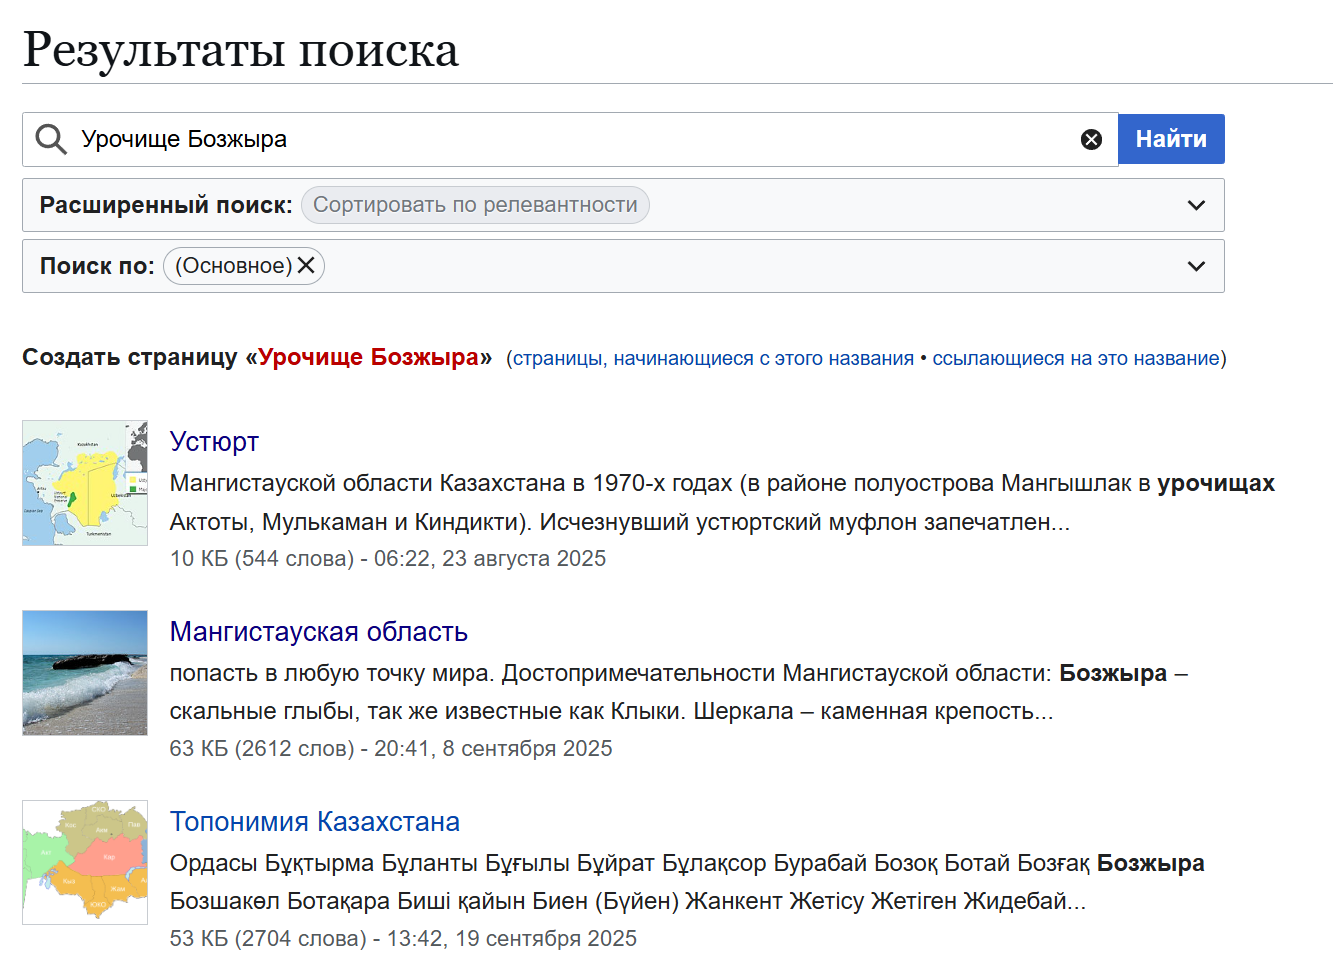 Результаты поиска
Урочище Бозжыра
Найти
Расширенный поиск: Сортировать по релевантности
Поиск по: (Основное)
Создать страницу «Урочище Бозжыра» (страницы, начинающиеся с этого названия • ссылающиеся на это название)
Устюрт
Мангистауской области Казахстана в 1970-х годах (в районе полуострова Мангышлак в урочищах
Актоты, Мулькаман и Киндикти). Исчезнувший устюртский муфлон запечатлен...
10 КБ (544 слова) - 06:22, 23 августа 2025
Мангистауская область
попасть в любую точку мира. Достопримечательности Мангистауской области: Бозжыра –
скальные глыбы, так же известные как Клыки. Шеркала – каменная крепость...
63 КБ (2612 слов) - 20:41, 8 сентября 2025
Топонимия Казахстана
Ордасы Бұқтырма Бұланты Бұғылы Бұйрат Бұлақсор Бурабай Бозоқ Ботай Бозғақ Бозжыра
Бозшакөл Ботақара Биші қайын Биен (Бүйен) Жанкент Жетісу Жетіген Жидебай...
53 КБ (2704 слова) - 13:42, 19 сентября 2025